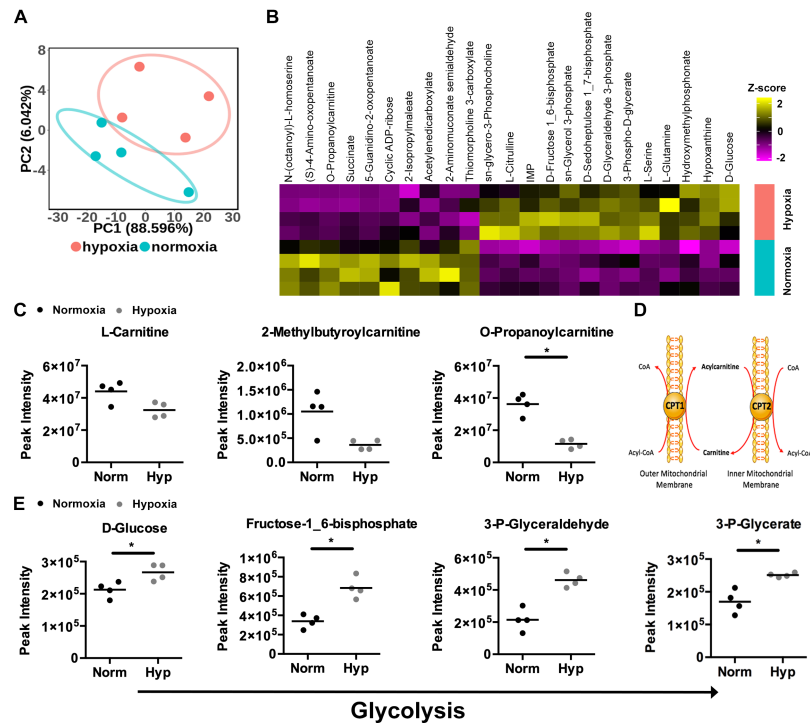 A
8
4
0
-4
PC2 (6.042%)
-30 -20 -10 0 10 20 30
PC1 (88.596%)
hypoxia normoxia
B
N-(octanoyl)-L-homoserine
(S)-4-Amino-oxopentanoate
O-Propanoylcarnitine
Succinate
5-Guanidino-2-oxopentanoate
Cyclic ADP-ribose
2-Isopropylmaleate
Acetylenedicarboxylate
2-Aminomuconate semialdehyde
Thiomorpholine 3-carboxylate
sn-glycero-3-Phosphocholine
L-Citrulline
IMP
D-Fructose 1_6-bisphosphate
sn-Glycerol 3-phosphate
D-Sedoheptulose 1_7-bisphosphate
D-Glyceraldehyde 3-phosphate
3-Phospho-D-glycerate
L-Serine
L-Glutamine
Hydroxymethylphosphonate
Hypoxanthine
D-Glucose
Z-score
2
1
0
-1
-2
Hypoxia
Normoxia
C
Normoxia Hypoxia
L-Carnitine
Peak Intensity
6×10⁷
4×10⁷
2×10⁷
0
Norm Hyp
2-Methylbutyroylcarnitine
Peak Intensity
2.0×10⁶
1.5×10⁶
1.0×10⁶
5.0×10⁵
0
Norm Hyp
O-Propanoylcarnitine
*
Peak Intensity
6×10⁷
4×10⁷
2×10⁷
0
Norm Hyp
D
CoA Acylcarnitine CoA
CPT1 CPT2
Acyl-CoA Carnitine Acyl-CoA
Outer Mitochondrial Inner Mitochondrial
Membrane Membrane
E
Normoxia Hypoxia
D-Glucose
*
Peak Intensity
3×10⁵
2×10⁵
1×10⁵
0
Norm Hyp
Fructose-1_6-bisphosphate
*
Peak Intensity
1×10⁶
8×10⁵
6×10⁵
4×10⁵
2×10⁵
0
Norm Hyp
3-P-Glyceraldehyde
*
Peak Intensity
6×10⁵
4×10⁵
2×10⁵
0
Norm Hyp
3-P-Glycerate
*
Peak Intensity
3×10⁵
2×10⁵
1×10⁵
0
Norm Hyp
Glycolysis